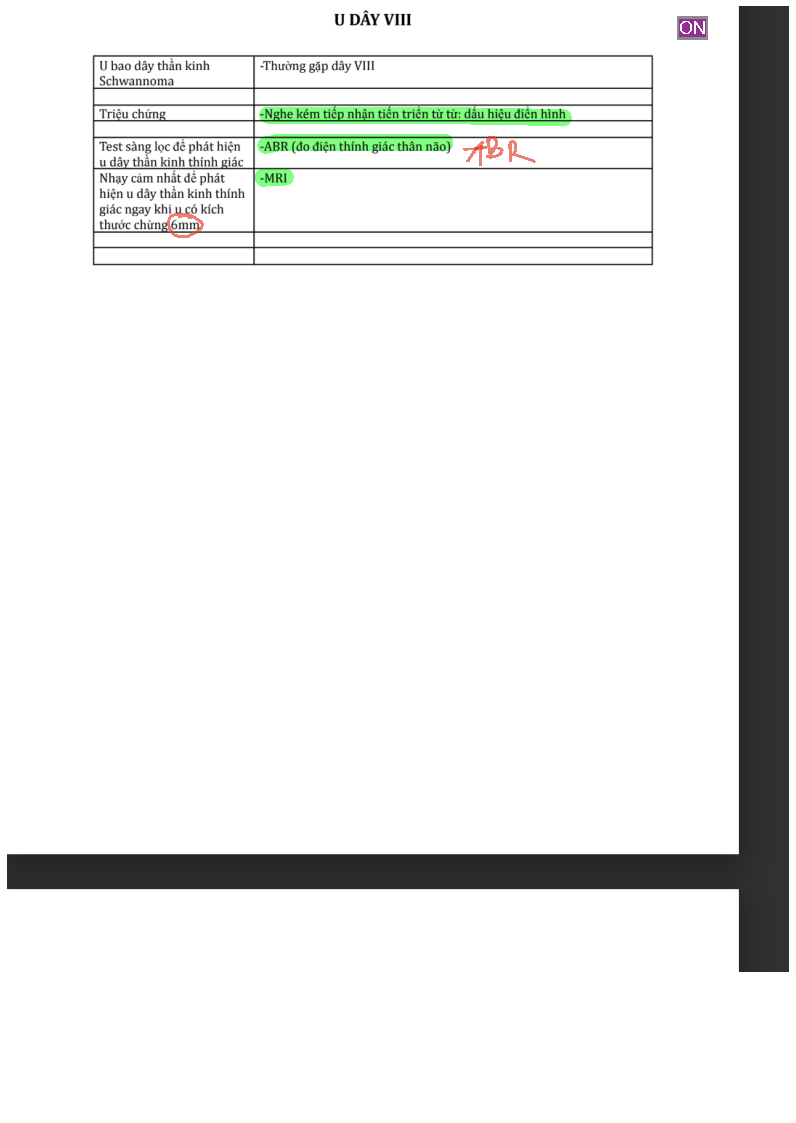 U DÂY VIII
ON
U bao dây thần kinh
Schwannoma
-Thường gặp dây VIII
Triệu chứng
-Nghe kém tiếp nhận tiến triển từ từ: dấu hiệu điển hình
Test sàng lọc để phát hiện
u dây thần kinh thính giác
-ABR (đo điện thính giác thân não)
ABR
Nhạy cảm nhất để phát
hiện u dây thần kinh thính
giác ngay khi u có kích
thước chừng 6mm
-MRI